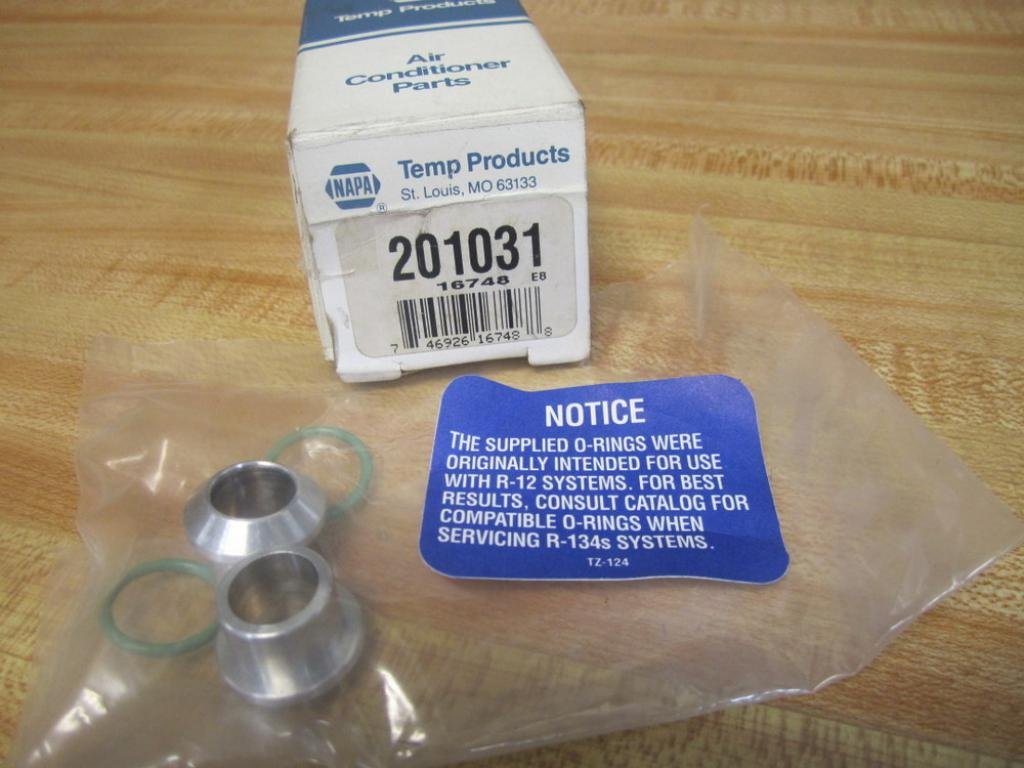 Temp Products
Air
Conditioner
Parts
NAPA
®
Temp Products
St. Louis, MO 63133
201031
16748 E8
7 46926 16748 8
NOTICE
THE SUPPLIED O-RINGS WERE
ORIGINALLY INTENDED FOR USE
WITH R-12 SYSTEMS. FOR BEST
RESULTS, CONSULT CATALOG FOR
COMPATIBLE O-RINGS WHEN
SERVICING R-134s SYSTEMS.
TZ-124